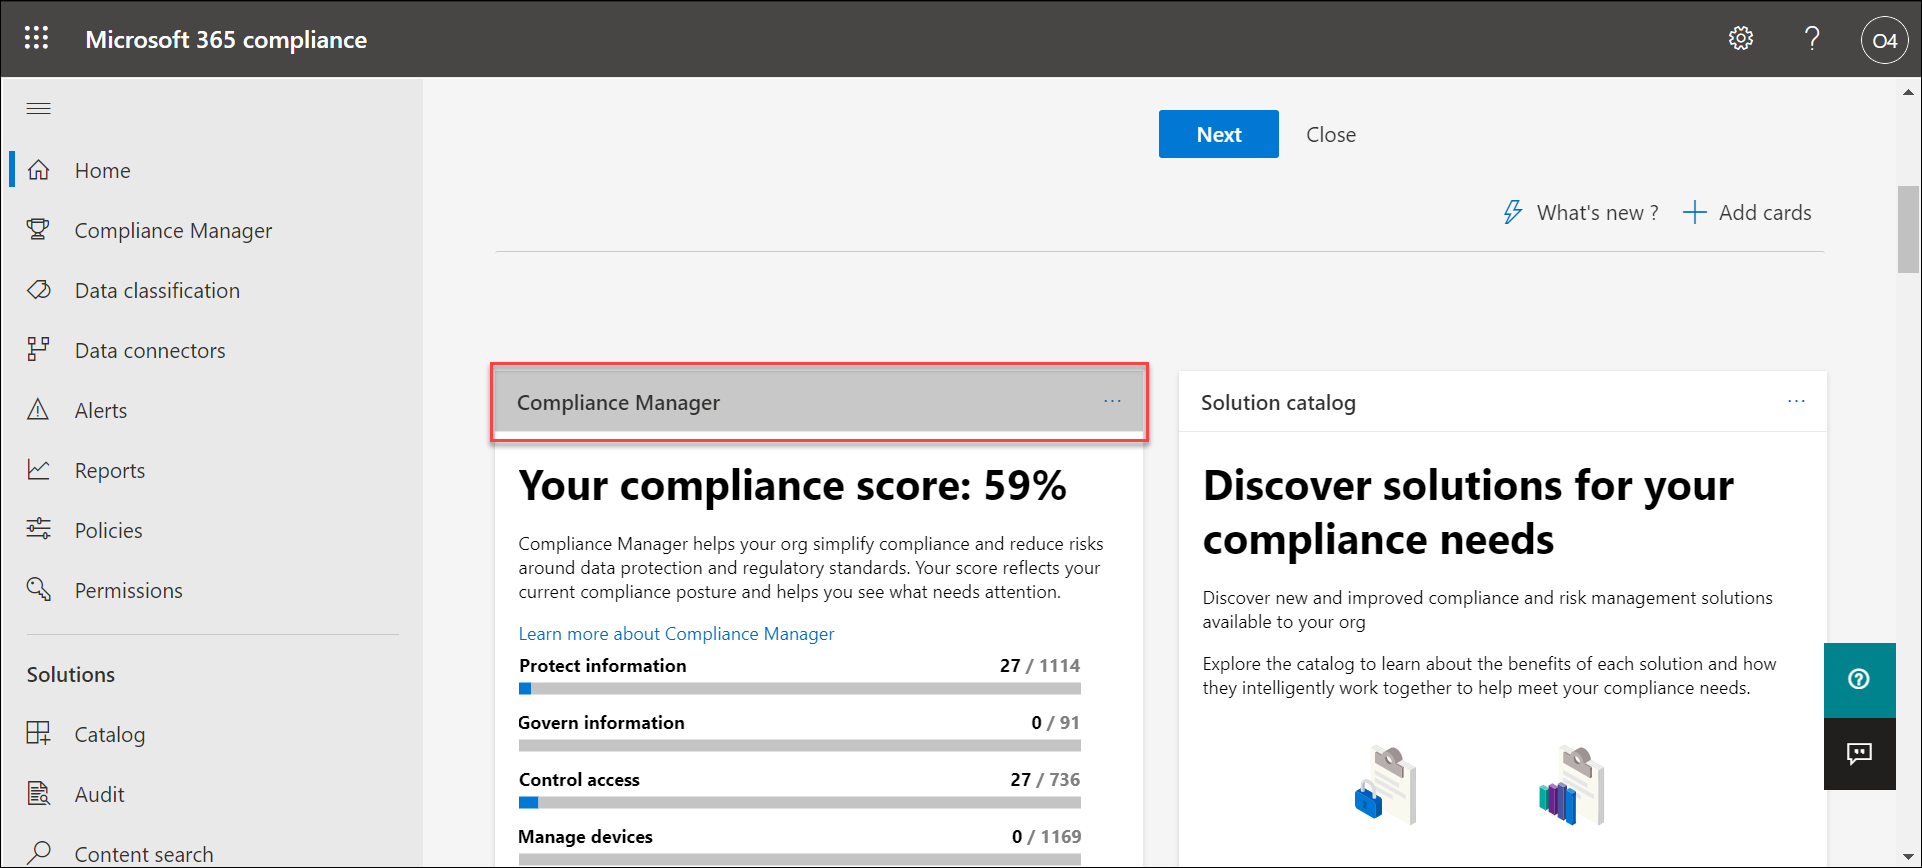 Microsoft 365 compliance
?
O4
Home
Compliance Manager
Data classification
Data connectors
Alerts
Reports
Policies
Permissions
Solutions
Catalog
Audit
Content search
Next
Close
What's new ?
Add cards
Compliance Manager
...
Your compliance score: 59%
Compliance Manager helps your org simplify compliance and reduce risks
around data protection and regulatory standards. Your score reflects your
current compliance posture and helps you see what needs attention.
Learn more about Compliance Manager
Protect information 27 / 1114
Govern information 0 / 91
Control access 27 / 736
Manage devices 0 / 1169
Solution catalog
...
Discover solutions for your
compliance needs
Discover new and improved compliance and risk management solutions
available to your org
Explore the catalog to learn about the benefits of each solution and how
they intelligently work together to help meet your compliance needs.